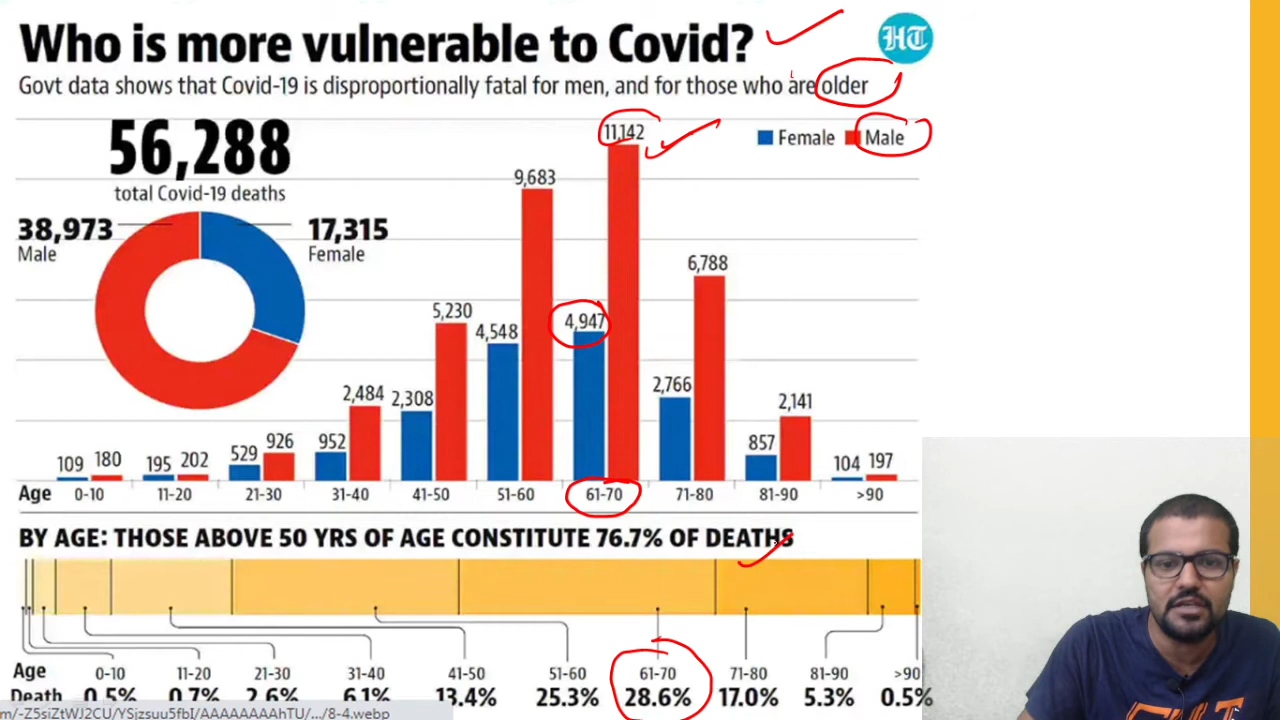 Who is more vulnerable to Covid?
HT
Govt data shows that Covid-19 is disproportionally fatal for men, and for those who are older
56,288
total Covid-19 deaths
38,973
Male
17,315
Female
Female Male
109 180 195 202 529 926 952 2,484 2,308 5,230 4,548 9,683 4,947 11,142 2,766 6,788 857 2,141 104 197
Age 0-10 11-20 21-30 31-40 41-50 51-60 61-70 71-80 81-90 >90
BY AGE: THOSE ABOVE 50 YRS OF AGE CONSTITUTE 76.7% OF DEATHS
Age 0-10 11-20 21-30 31-40 41-50 51-60 61-70 71-80 81-90 >90
Death 0.5% 0.7% 2.6% 6.1% 13.4% 25.3% 28.6% 17.0% 5.3% 0.5%
m/-Z5siZtWJ2CU/YSjzsuu5fbI/AAAAAAAAhTU/.../8-4.webp